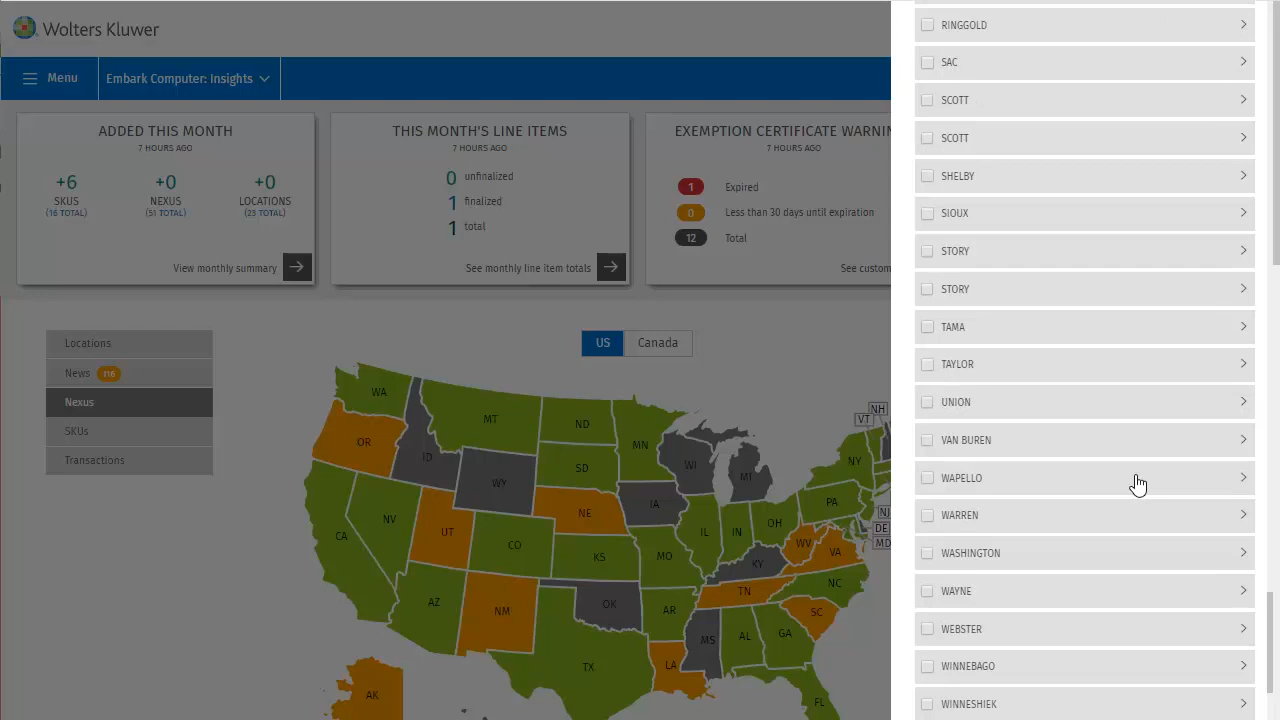 Wolters Kluwer
Menu
Embark Computer: Insights
ADDED THIS MONTH
7 HOURS AGO
+6
SKUS
(16 TOTAL)
+0
NEXUS
(51 TOTAL)
+0
LOCATIONS
(23 TOTAL)
View monthly summary
THIS MONTH'S LINE ITEMS
7 HOURS AGO
0 unfinalized
1 finalized
1 total
See monthly line item totals
EXEMPTION CERTIFICATE WARNIN
7 HOURS AGO
1 Expired
0 Less than 30 days until expiration
12 Total
See custom
Locations
News 116
Nexus
SKUs
Transactions
US
Canada
WA
OR
ID
MT
ND
MN
SD
WY
WI
MI
NE
IA
NV
UT
CA
CO
KS
MO
IL
IN
OH
PA
NY
VT
NH
NJ
DE
MD
WV
VA
KY
NC
TN
SC
AZ
NM
OK
AR
MS
AL
GA
TX
LA
FL
AK
RINGGOLD
SAC
SCOTT
SCOTT
SHELBY
SIOUX
STORY
STORY
TAMA
TAYLOR
UNION
VAN BUREN
WAPELLO
WARREN
WASHINGTON
WAYNE
WEBSTER
WINNEBAGO
WINNESHIEK